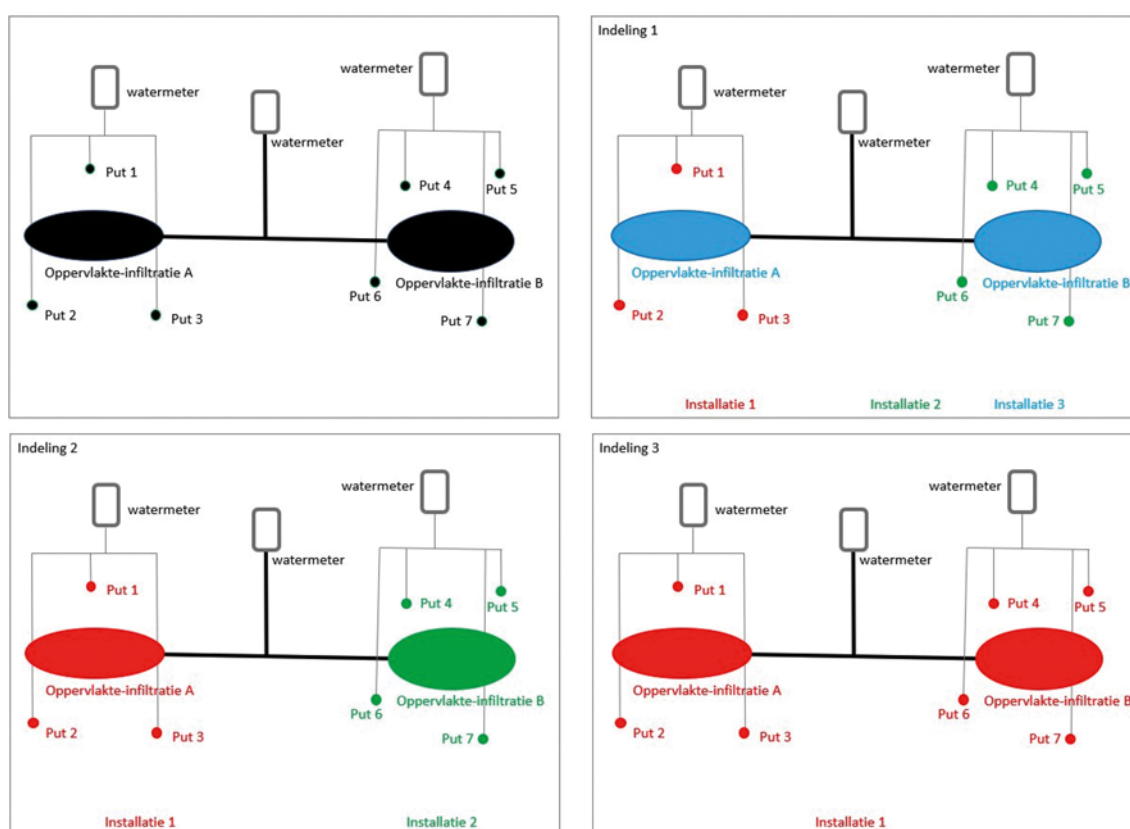 watermeter
watermeter
watermeter
Put 1
Put 4
Put 5
Oppervlakte-infiltratie A
Oppervlakte-infiltratie B
Put 6
Put 2
Put 3
Put 7
Indeling 1
watermeter
watermeter
watermeter
Put 1
Put 4
Put 5
Oppervlakte-infiltratie A
Oppervlakte-infiltratie B
Put 6
Put 2
Put 3
Put 7
Installatie 1
Installatie 2
Installatie 3
Indeling 2
watermeter
watermeter
watermeter
Put 1
Put 4
Put 5
Oppervlakte-infiltratie A
Oppervlakte-infiltratie B
Put 6
Put 2
Put 3
Put 7
Installatie 1
Installatie 2
Indeling 3
watermeter
watermeter
watermeter
Put 1
Put 4
Put 5
Oppervlakte-infiltratie A
Oppervlakte-infiltratie B
Put 6
Put 2
Put 3
Put 7
Installatie 1